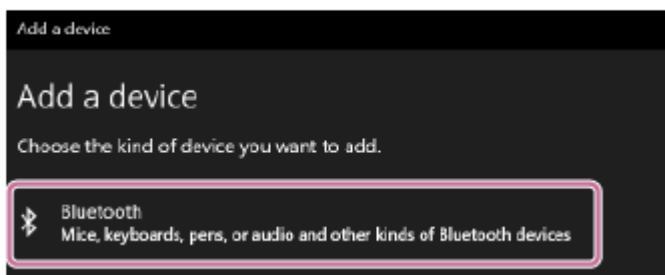 Add a device
Add a device
Choose the kind of device you want to add.
Bluetooth
Mice, keyboards, pens, or audio and other kinds of Bluetooth devices